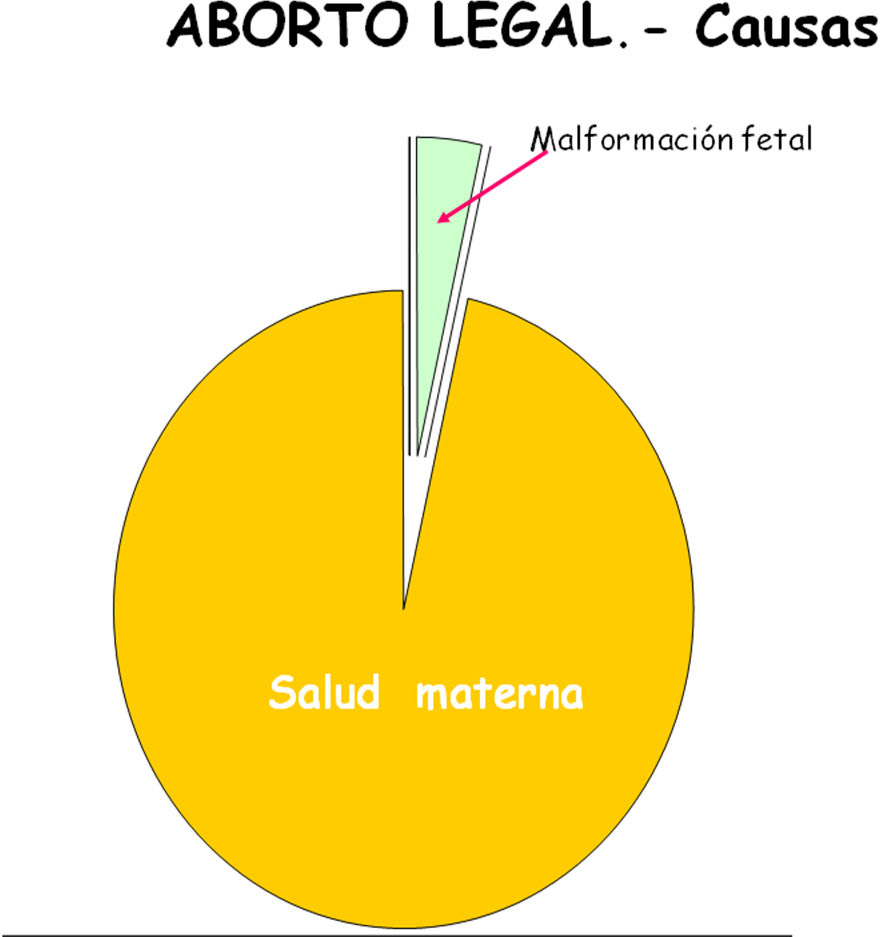 ABORTO LEGAL. - Causas
Malformación fetal
Salud materna